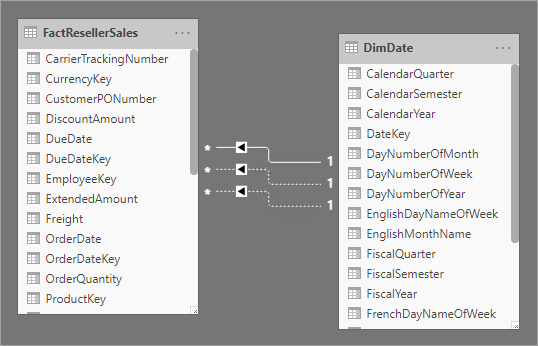 FactResellerSales
CarrierTrackingNumber
CurrencyKey
CustomerPONumber
DiscountAmount
DueDate
DueDateKey
EmployeeKey
ExtendedAmount
Freight
OrderDate
OrderDateKey
OrderQuantity
ProductKey
* 1
* 1
* 1
DimDate
CalendarQuarter
CalendarSemester
CalendarYear
DateKey
DayNumberOfMonth
DayNumberOfWeek
DayNumberOfYear
EnglishDayNameOfWeek
EnglishMonthName
FiscalQuarter
FiscalSemester
FiscalYear
FrenchDayNameOfWeek